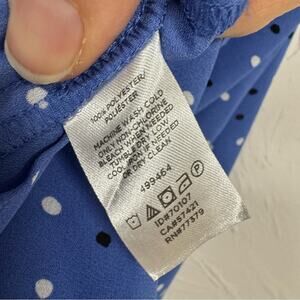 100% POLYESTER/
POLIÉSTER
MACHINE WASH COLD
ONLY NON-CHLORINE
BLEACH WHEN NEEDED
TUMBLE DRY LOW
COOL IRON IF NEEDED/
OR DRY CLEAN
499464
P
ID#70107
CA#57421
RN#77379